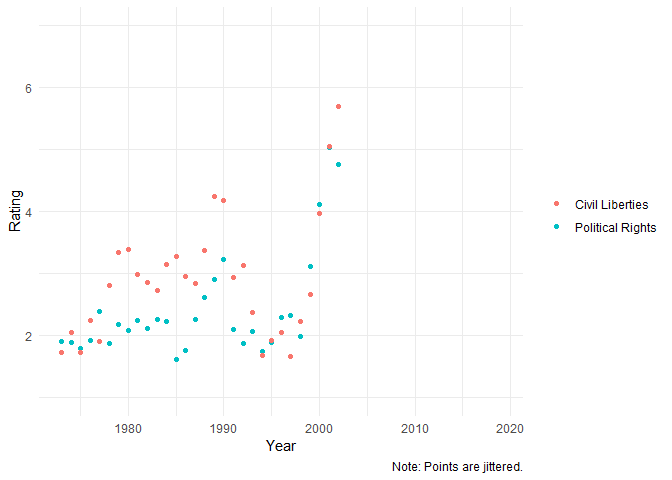 6
4
2
Rating
1980 1990 2000 2010 2020
Year
Civil Liberties
Political Rights
Note: Points are jittered.